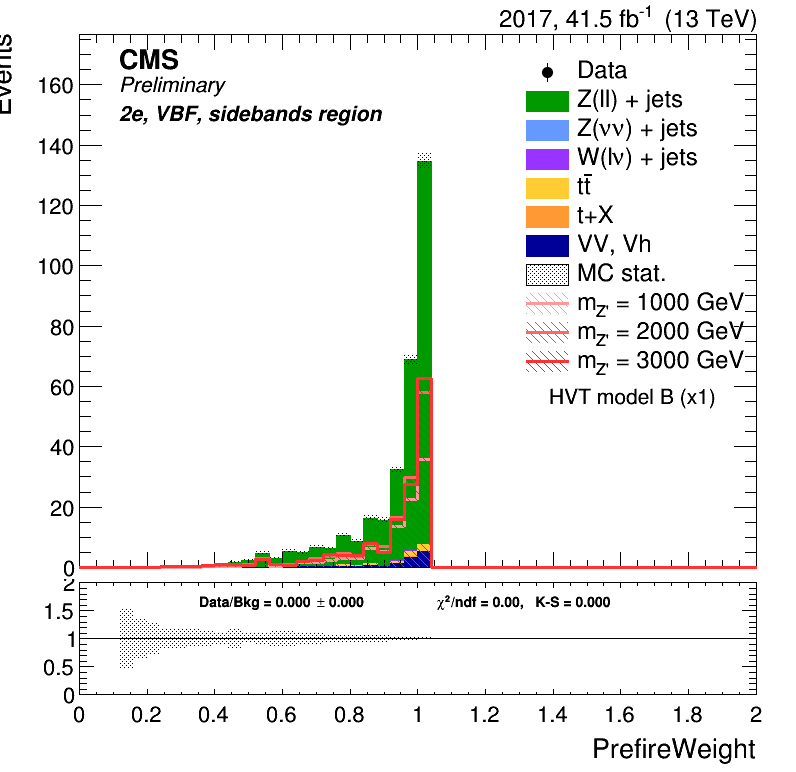 2017, 41.5 fb-1 (13 TeV)
Events
CMS
Preliminary
2e, VBF, sidebands region
Data
Z(ll) + jets
Z(νν) + jets
W(lν) + jets
tt̄
t+X
VV, Vh
MC stat.
mZ' = 1000 GeV
mZ' = 2000 GeV
mZ' = 3000 GeV
HVT model B (x1)
160
140
120
100
80
60
40
20
0
Data/Bkg = 0.000 ± 0.000 χ²/ndf = 0.00, K-S = 0.000
2
1.5
1
0.5
0
0 0.2 0.4 0.6 0.8 1 1.2 1.4 1.6 1.8 2
PrefireWeight